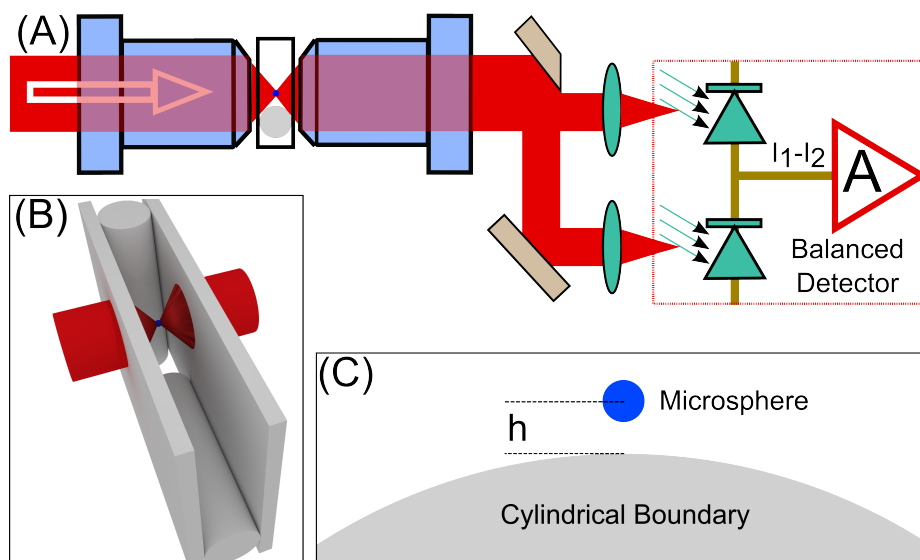 (A)
I1-I2
A
Balanced
Detector
(B)
(C)
Microsphere
h
Cylindrical Boundary